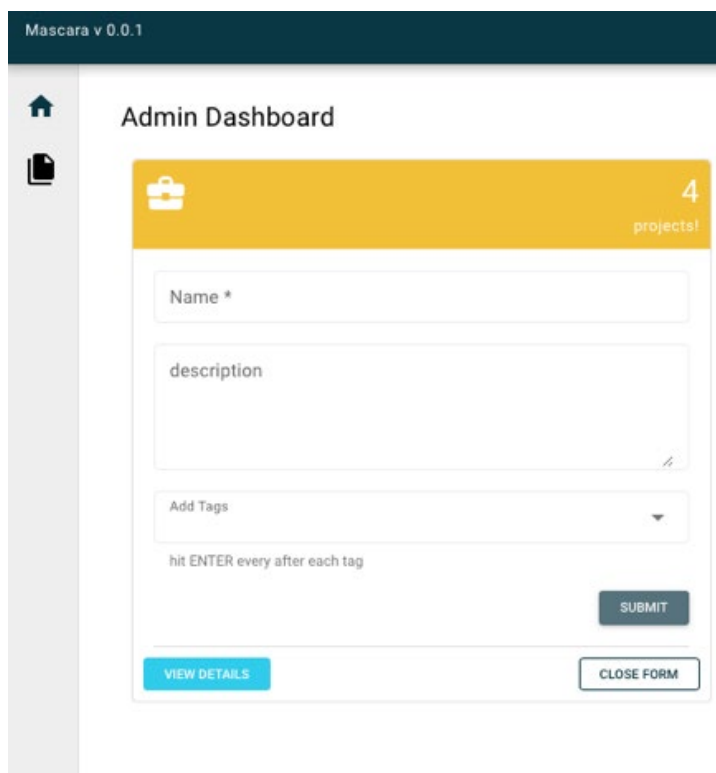 Mascara v 0.0.1
Admin Dashboard
4
projects!
Name *
description
Add Tags
hit ENTER every after each tag
SUBMIT
VIEW DETAILS
CLOSE FORM